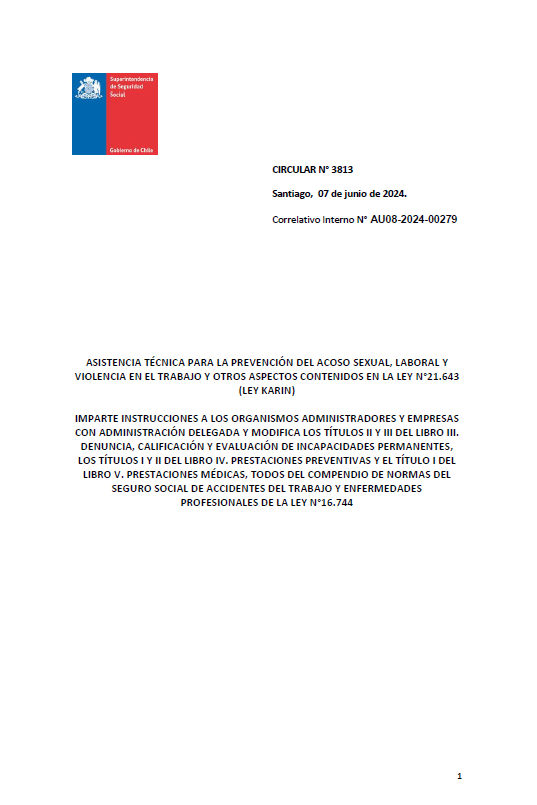 Superintendencia
de Seguridad
Social
Gobierno de Chile
CIRCULAR N° 3813
Santiago, 07 de junio de 2024.
Correlativo Interno N° AU08-2024-00279
ASISTENCIA TÉCNICA PARA LA PREVENCIÓN DEL ACOSO SEXUAL, LABORAL Y
VIOLENCIA EN EL TRABAJO Y OTROS ASPECTOS CONTENIDOS EN LA LEY N°21.643
(LEY KARIN)
IMPARTE INSTRUCCIONES A LOS ORGANISMOS ADMINISTRADORES Y EMPRESAS
CON ADMINISTRACIÓN DELEGADA Y MODIFICA LOS TÍTULOS II Y III DEL LIBRO III.
DENUNCIA, CALIFICACIÓN Y EVALUACIÓN DE INCAPACIDADES PERMANENTES,
LOS TÍTULOS I Y II DEL LIBRO IV. PRESTACIONES PREVENTIVAS Y EL TÍTULO I DEL
LIBRO V. PRESTACIONES MÉDICAS, TODOS DEL COMPENDIO DE NORMAS DEL
SEGURO SOCIAL DE ACCIDENTES DEL TRABAJO Y ENFERMEDADES
PROFESIONALES DE LA LEY N°16.744
1